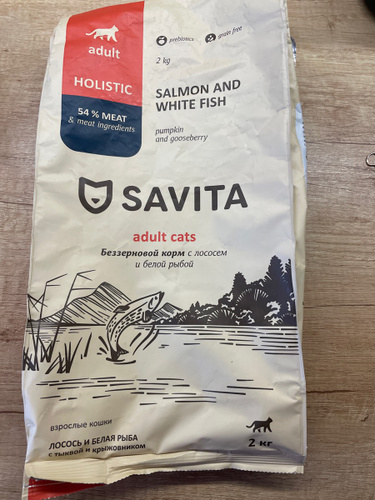 adult
prebiotics
grain free
2 kg
HOLISTIC
SALMON AND
WHITE FISH
54 % MEAT
& meat ingredients
pumpkin
and gooseberry
SAVITA
adult cats
Беззерновой корм с лососем
и белой рыбой
взрослые кошки
ЛОСОСЬ И БЕЛАЯ РЫБА
с тыквой и крыжовником
2 кг